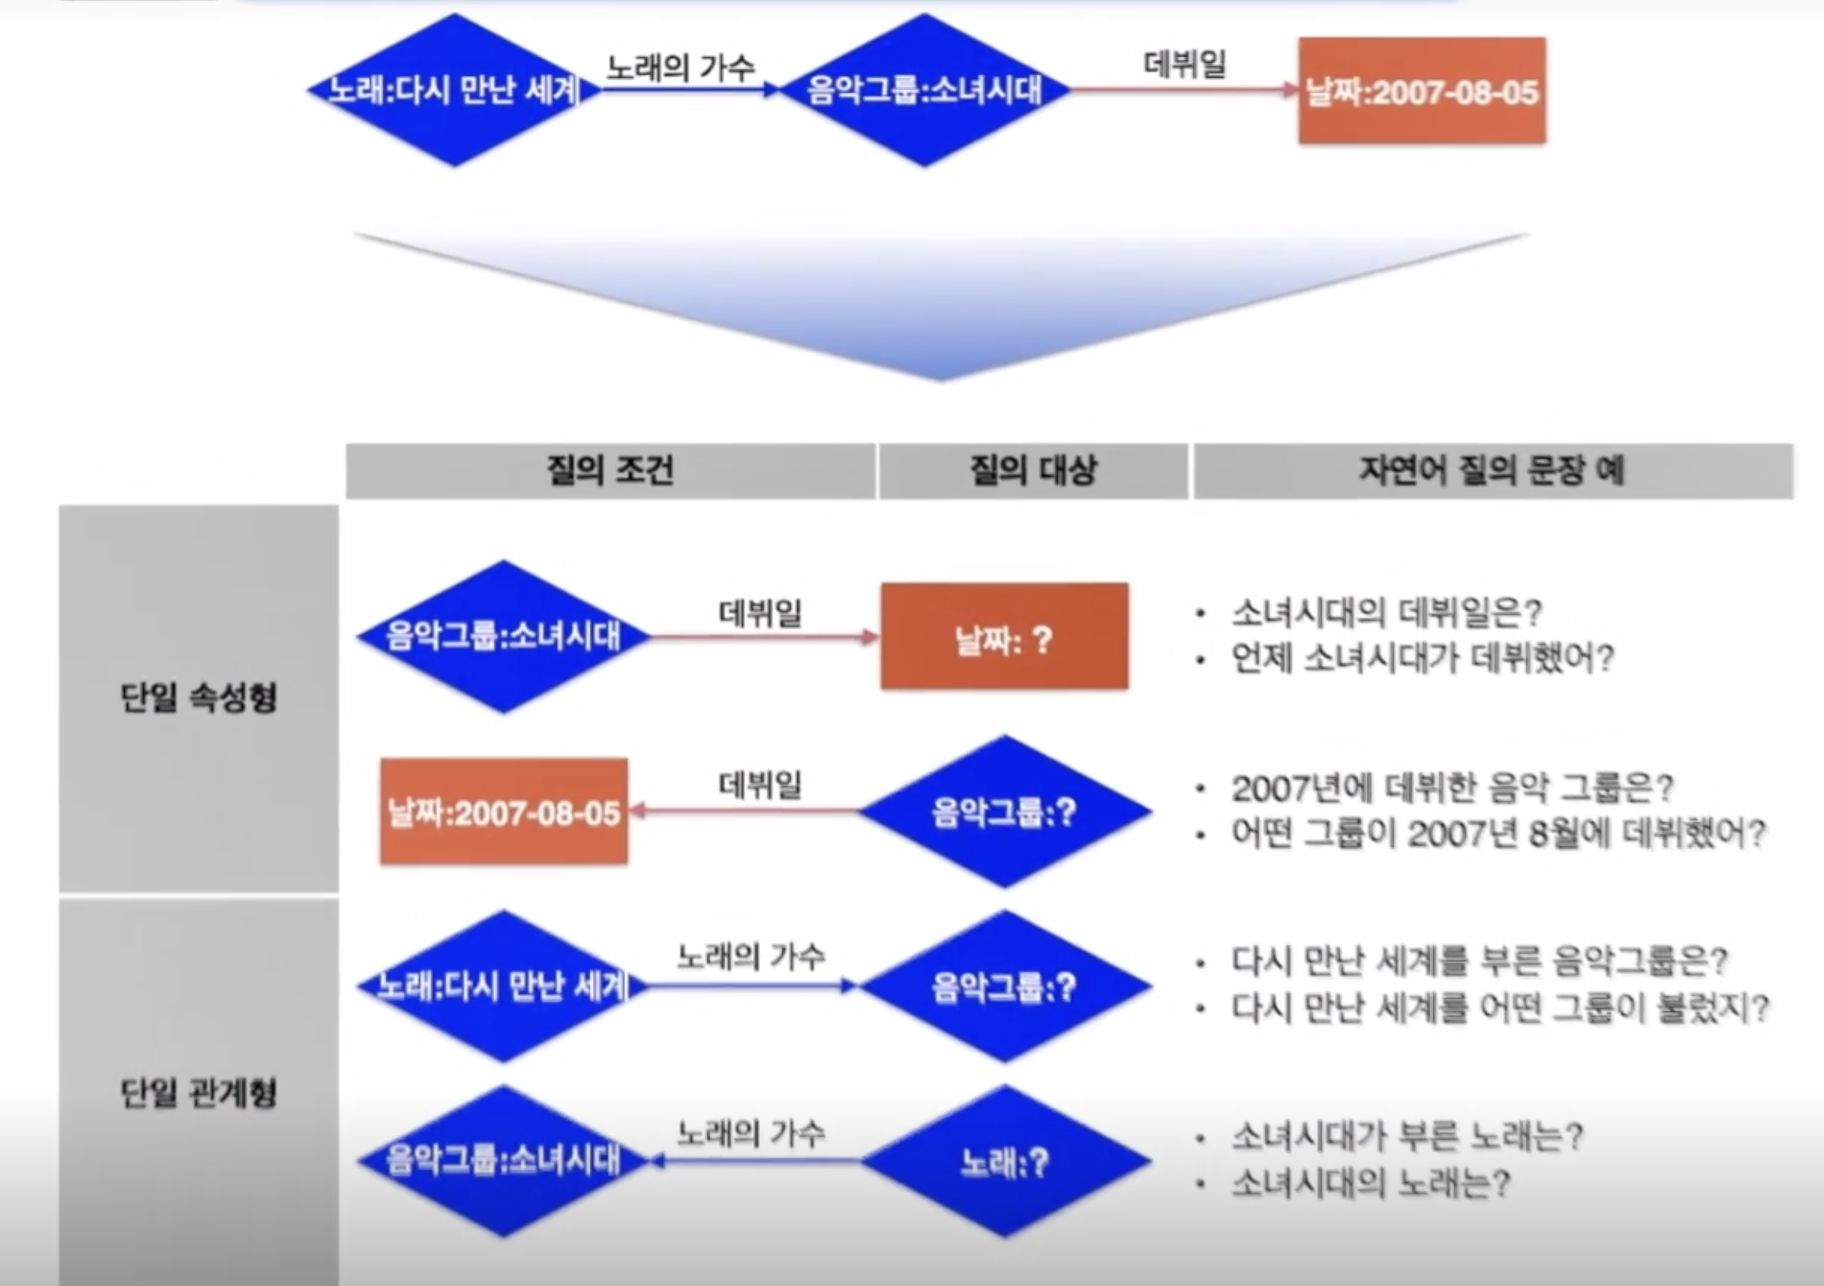 노래:다시 만난 세계
노래의 가수
음악그룹:소녀시대
데뷔일
날짜:2007-08-05
질의 조건
질의 대상
자연어 질의 문장 예
단일 속성형
음악그룹:소녀시대
데뷔일
날짜: ?
• 소녀시대의 데뷔일은?
• 언제 소녀시대가 데뷔했어?
날짜:2007-08-05
데뷔일
음악그룹:?
• 2007년에 데뷔한 음악 그룹은?
• 어떤 그룹이 2007년 8월에 데뷔했어?
단일 관계형
노래:다시 만난 세계
노래의 가수
음악그룹:?
• 다시 만난 세계를 부른 음악그룹은?
• 다시 만난 세계를 어떤 그룹이 불렀지?
음악그룹:소녀시대
노래의 가수
노래:?
• 소녀시대가 부른 노래는?
• 소녀시대의 노래는?